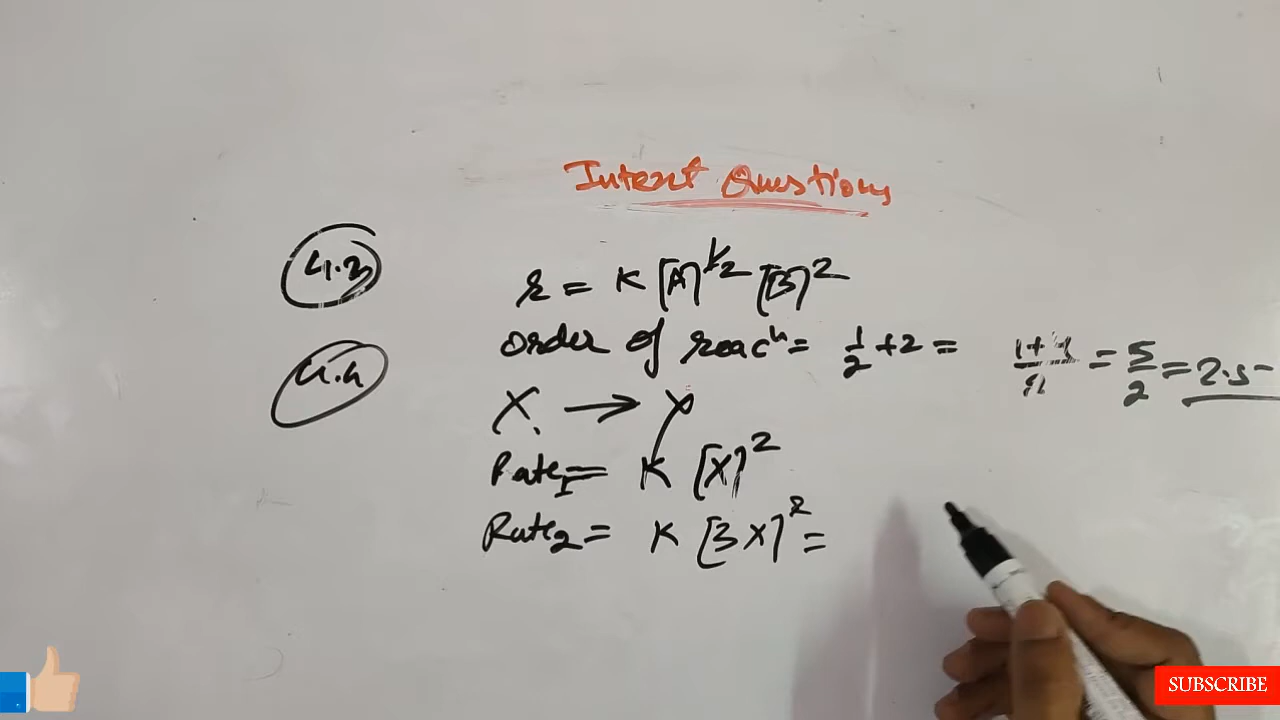 Intext Questions
4.3
r = K [A]^1/2 [B]^2
order of reac^n = 1/2 + 2 = 1+4/2 = 5/2 = 2.5
4.4
X → Y
Rate1 = K [X]^2
Rate2 = K [3X]^2 =
SUBSCRIBE